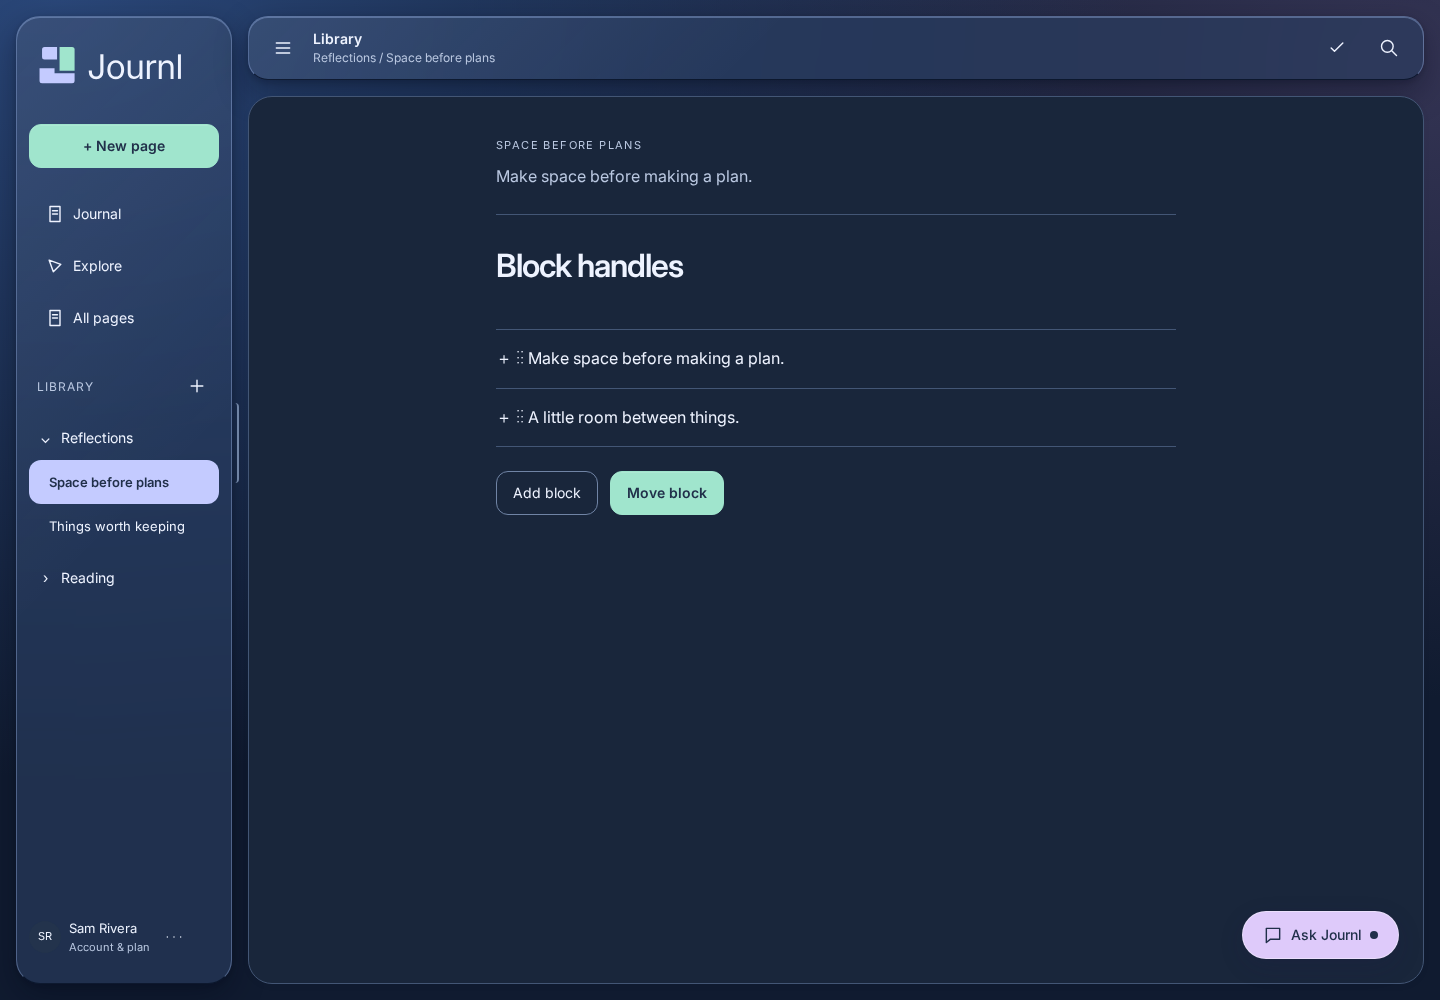 Journl
+ New page
Journal
Explore
All pages
LIBRARY
Reflections
Space before plans
Things worth keeping
Reading
SR
Sam Rivera
Account & plan
...
Library
Reflections / Space before plans
SPACE BEFORE PLANS
Make space before making a plan.
Block handles
+ Make space before making a plan.
+ A little room between things.
Add block
Move block
Ask Journl